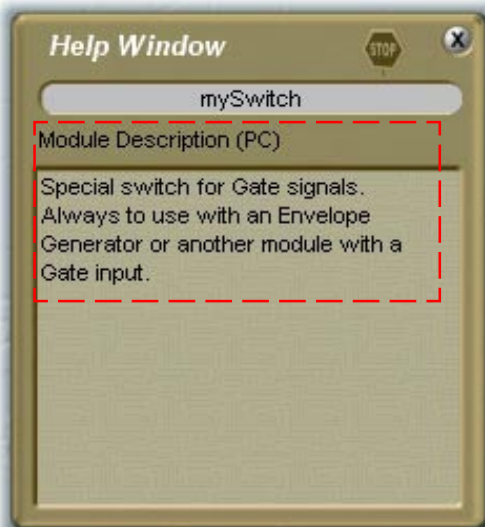 Help Window
STOP
X
mySwitch
Module Description (PC)
Special switch for Gate signals.
Always to use with an Envelope
Generator or another module with a
Gate input.